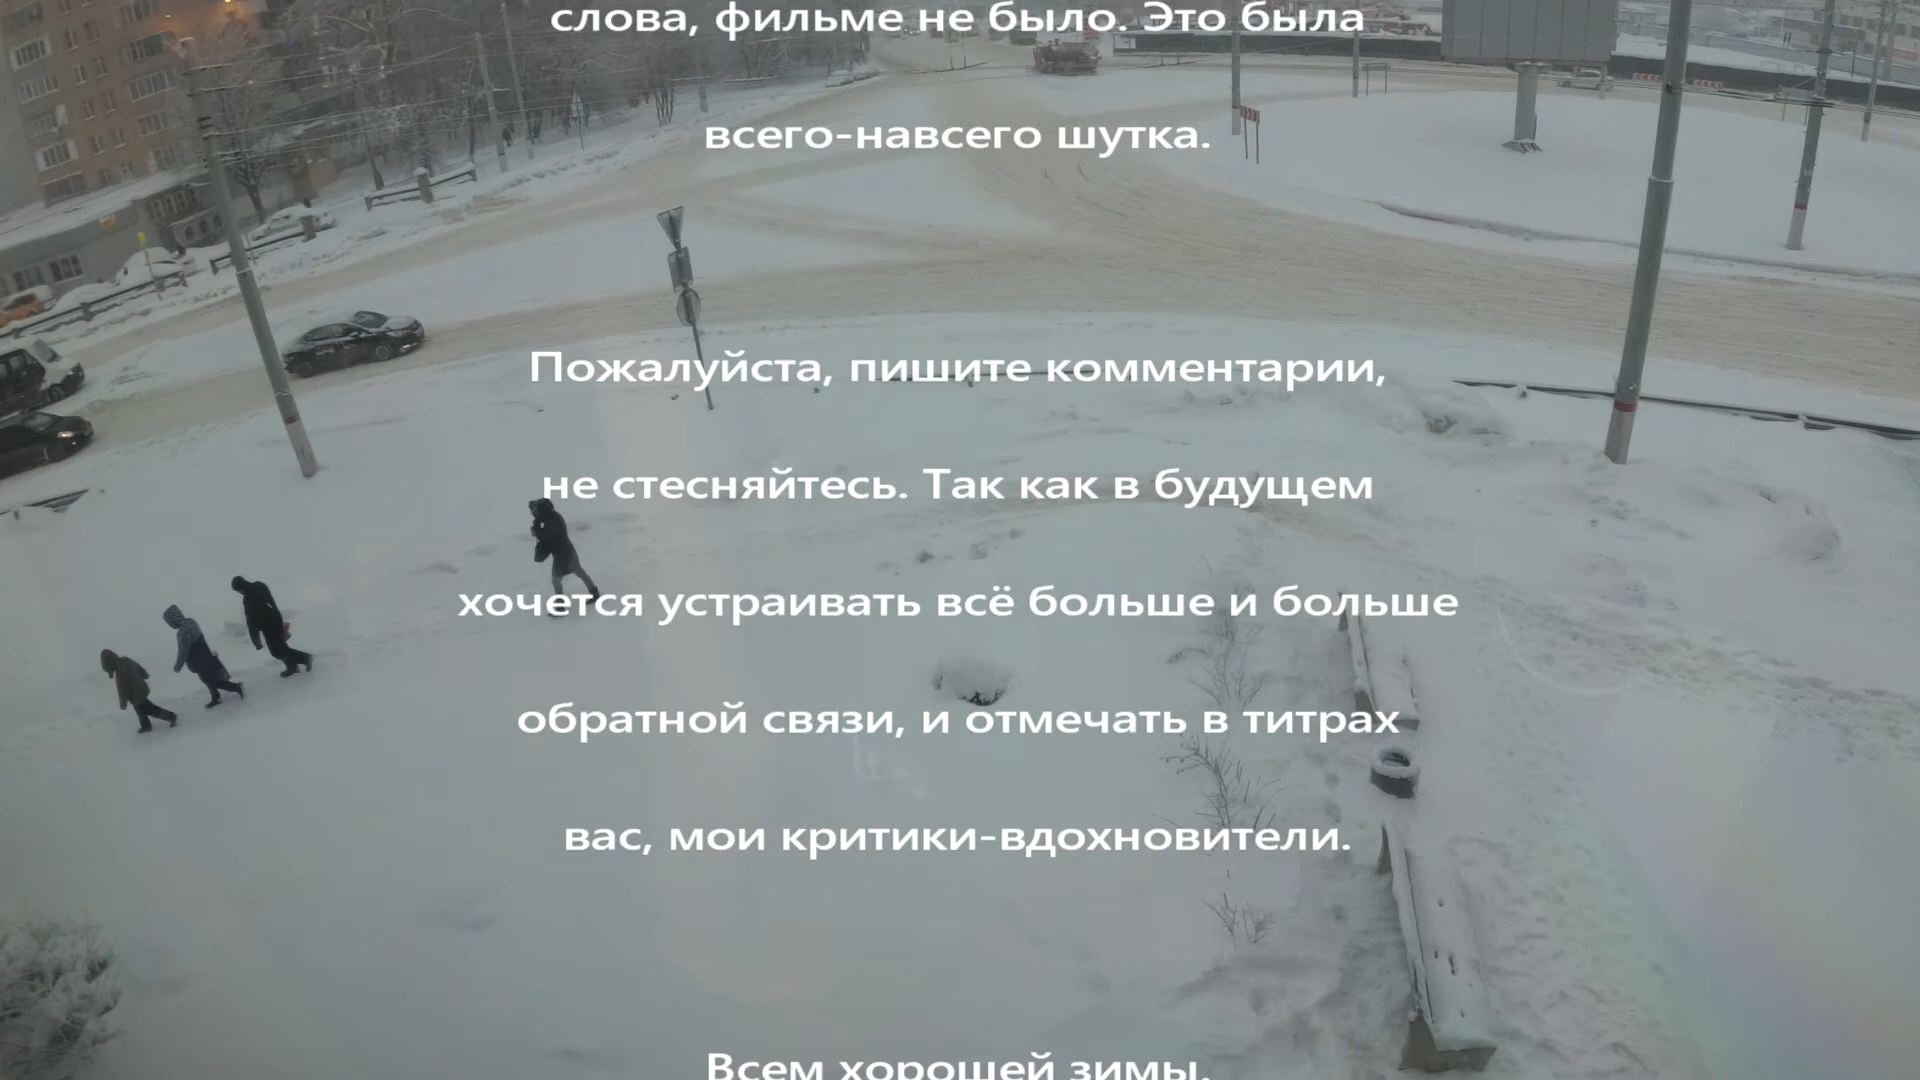 слова, фильме не было. Это была
всего-навсего шутка.
Пожалуйста, пишите комментарии,
не стесняйтесь. Так как в будущем
хочется устраивать всё больше и больше
обратной связи, и отмечать в титрах
вас, мои критики-вдохновители.
Всем хорошей зимы.